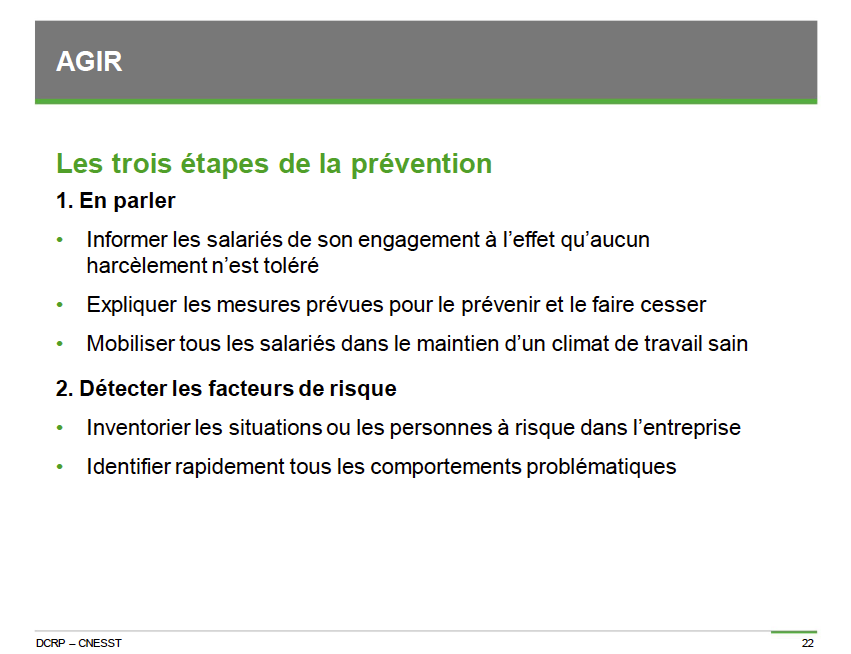 AGIR
Les trois étapes de la prévention
1. En parler
• Informer les salariés de son engagement à l’effet qu’aucun
harcèlement n’est toléré
• Expliquer les mesures prévues pour le prévenir et le faire cesser
• Mobiliser tous les salariés dans le maintien d’un climat de travail sain
2. Détecter les facteurs de risque
• Inventorier les situations ou les personnes à risque dans l’entreprise
• Identifier rapidement tous les comportements problématiques
DCRP – CNESST
22